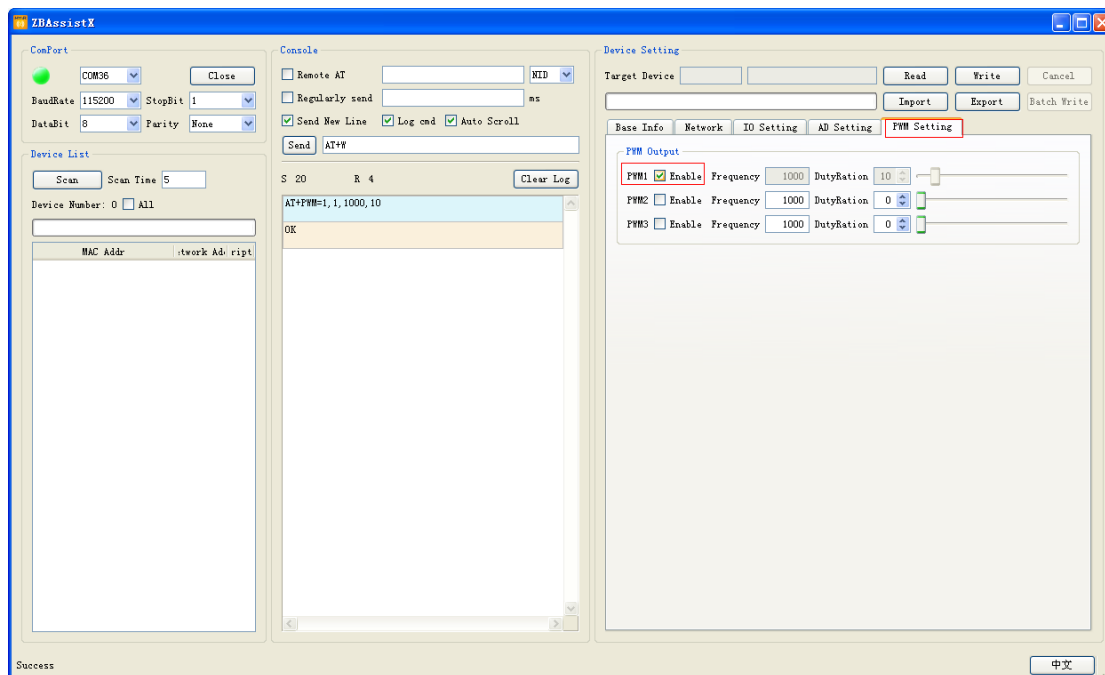 ZBAssistX
ComPort
COM36 Close
BaudRate 115200 StopBit 1
DataBit 8 Parity None
Device List
Scan Scan Time 5
Device Number: 0 All
MAC Addr twork Ad ript
Console
Remote AT NID
Regularly send ms
Send New Line Log cmd Auto Scroll
Send AT+W
S 20 R 4 Clear Log
AT+PWM=1,1,1000,10
OK
Device Setting
Target Device Read Write Cancel
Import Export Batch Write
Base Info Network IO Setting AD Setting PWM Setting
PWM Output
PWM1 Enable Frequency 1000 DutyRation 10
PWM2 Enable Frequency 1000 DutyRation 0
PWM3 Enable Frequency 1000 DutyRation 0
Success
中文